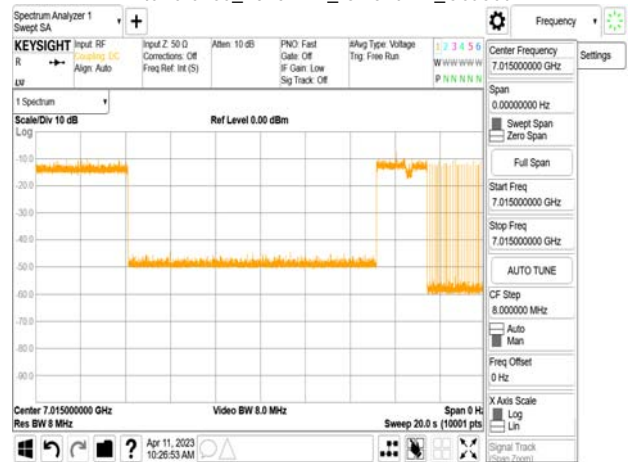 Spectrum Analyzer 1
Swept SA
Frequency
KEYSIGHT
Input: RF
Coupling: DC
Align: Auto
Input Z: 50 Ω
Corrections: Off
Freq Ref: Int (S)
Atten: 10 dB
PNO: Fast
Gate: Off
IF Gain: Low
Sig Track: Off
#Avg Type: Voltage
Trig: Free Run
1 2 3 4 5 6
W W W W W W
P N N N N N
R
Center Frequency
7.015000000 GHz
Settings
Span
0.00000000 Hz
Swept Span
Zero Span
Full Span
Start Freq
7.015000000 GHz
Stop Freq
7.015000000 GHz
AUTO TUNE
CF Step
8.000000 MHz
Auto
Man
Freq Offset
0 Hz
X Axis Scale
Log
Lin
Signal Track
(Span Zoom)
1 Spectrum
Scale/Div 10 dB
Ref Level 0.00 dBm
Log
-10.0
-20.0
-30.0
-40.0
-50.0
-60.0
-70.0
-80.0
-90.0
Center 7.015000000 GHz
Video BW 8.0 MHz
Span 0 Hz
Res BW 8 MHz
Sweep 20.0 s (10001 pts
?
Apr 11, 2023
10:26:53 AM